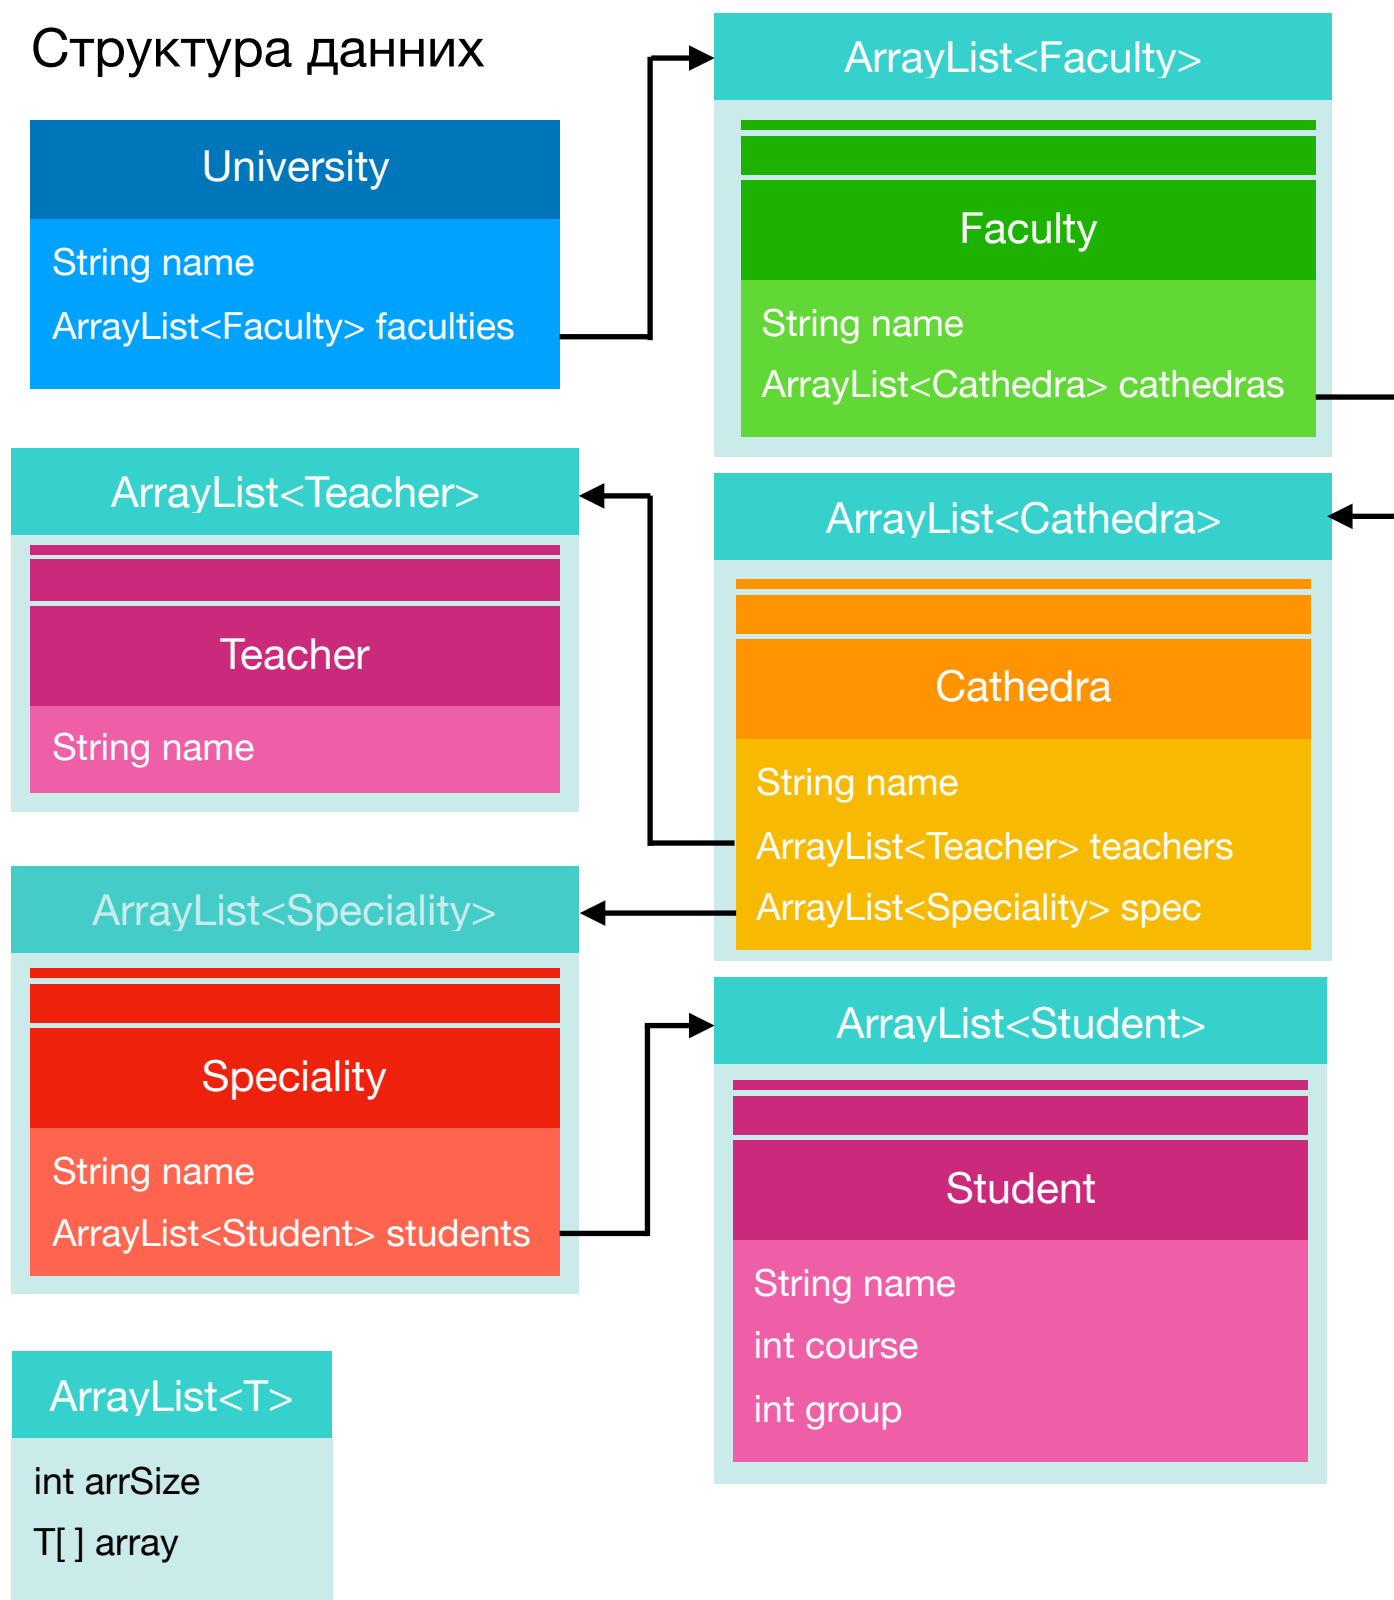 Структура данних
University
String name
ArrayList<Faculty> faculties
ArrayList<Faculty>
Faculty
String name
ArrayList<Cathedra> cathedras
ArrayList<Teacher>
Teacher
String name
ArrayList<Cathedra>
Cathedra
String name
ArrayList<Teacher> teachers
ArrayList<Speciality> spec
ArrayList<Speciality>
Speciality
String name
ArrayList<Student> students
ArrayList<Student>
Student
String name
int course
int group
ArrayList<T>
int arrSize
T[ ] array